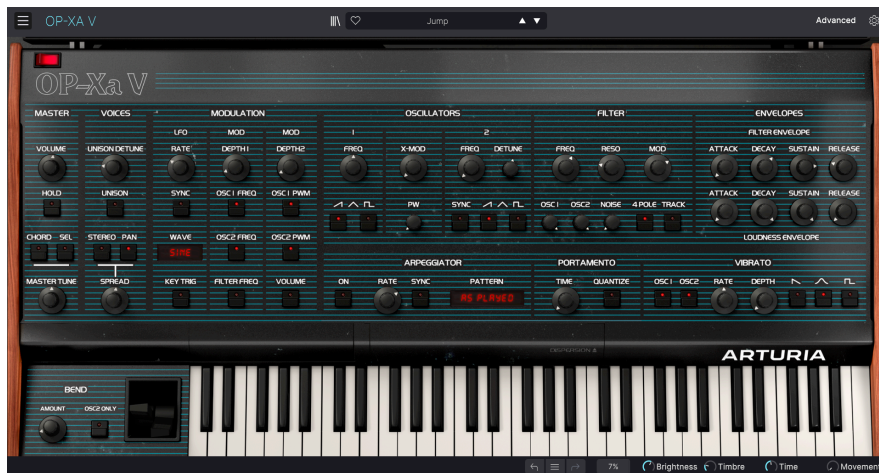 OP-XA V
Jump
Advanced
OP-Xa V
MASTER VOICES MODULATION OSCILLATORS FILTER ENVELOPES
LFO MOD MOD 1 2 FILTER ENVELOPE
VOLUME UNISON DETUNE RATE DEPTH1 DEPTH2 FREQ X-MOD FREQ DETUNE FREQ RESO MOD ATTACK DECAY SUSTAIN RELEASE
HOLD UNISON SYNC OSC1 FREQ OSC1 PWM PW SYNC OSC1 OSC2 NOISE 4 POLE TRACK ATTACK DECAY SUSTAIN RELEASE
CHORD SEL STEREO PAN WAVE OSC2 FREQ OSC2 PWM LOUDNESS ENVELOPE
SINE
ARPEGGIATOR PORTAMENTO VIBRATO
MASTER TUNE SPREAD KEY TRIG FILTER FREQ VOLUME ON RATE SYNC PATTERN TIME QUANTIZE OSC1 OSC2 RATE DEPTH
AS PLAYED
DISPERSION
ARTURIA
BEND
AMOUNT OSC2 ONLY
7% Brightness Timbre Time Movement